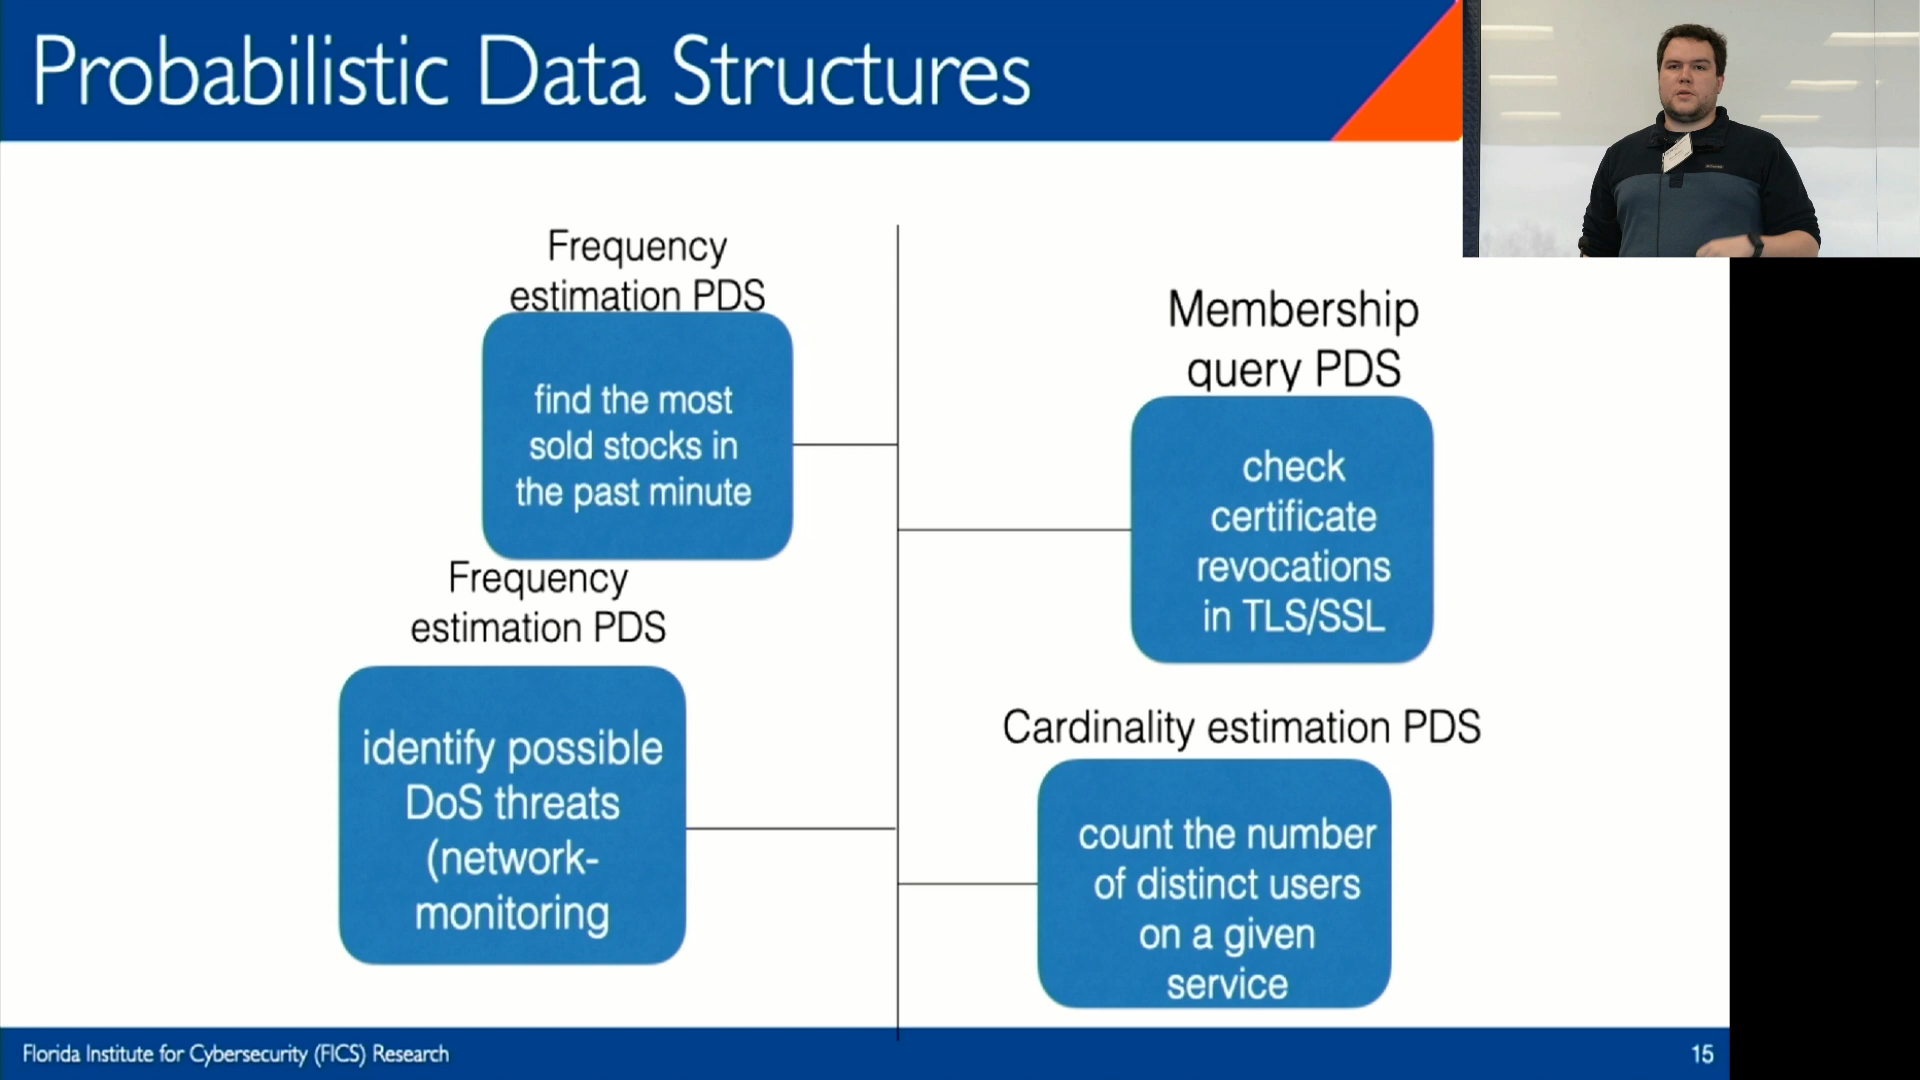 Probabilistic Data Structures
Frequency
estimation PDS
find the most
sold stocks in
the past minute
Frequency
estimation PDS
identify possible
DoS threats
(network-
monitoring
Membership
query PDS
check
certificate
revocations
in TLS/SSL
Cardinality estimation PDS
count the number
of distinct users
on a given
service
Florida Institute for Cybersecurity (FICS) Research
15